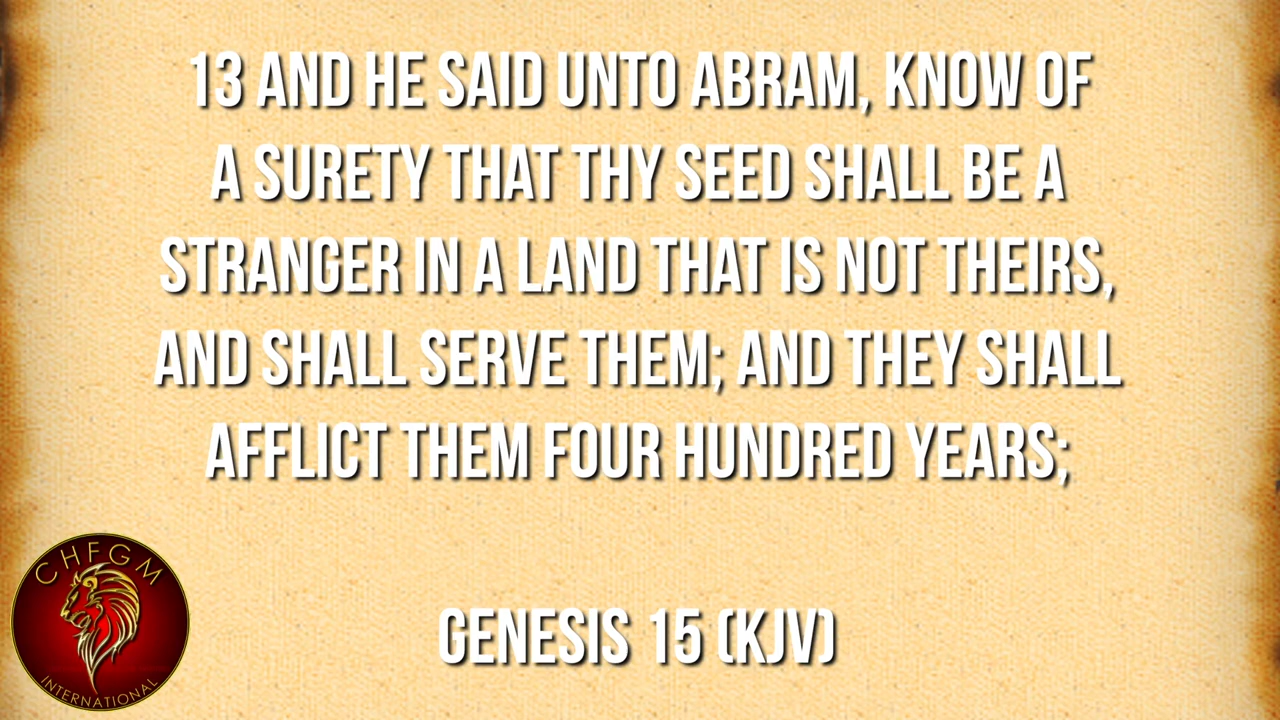 13 AND HE SAID UNTO ABRAM, KNOW OF
A SURETY THAT THY SEED SHALL BE A
STRANGER IN A LAND THAT IS NOT THEIRS,
AND SHALL SERVE THEM; AND THEY SHALL
AFFLICT THEM FOUR HUNDRED YEARS;
GENESIS 15 (KJV)
CHFGM
INTERNATIONAL